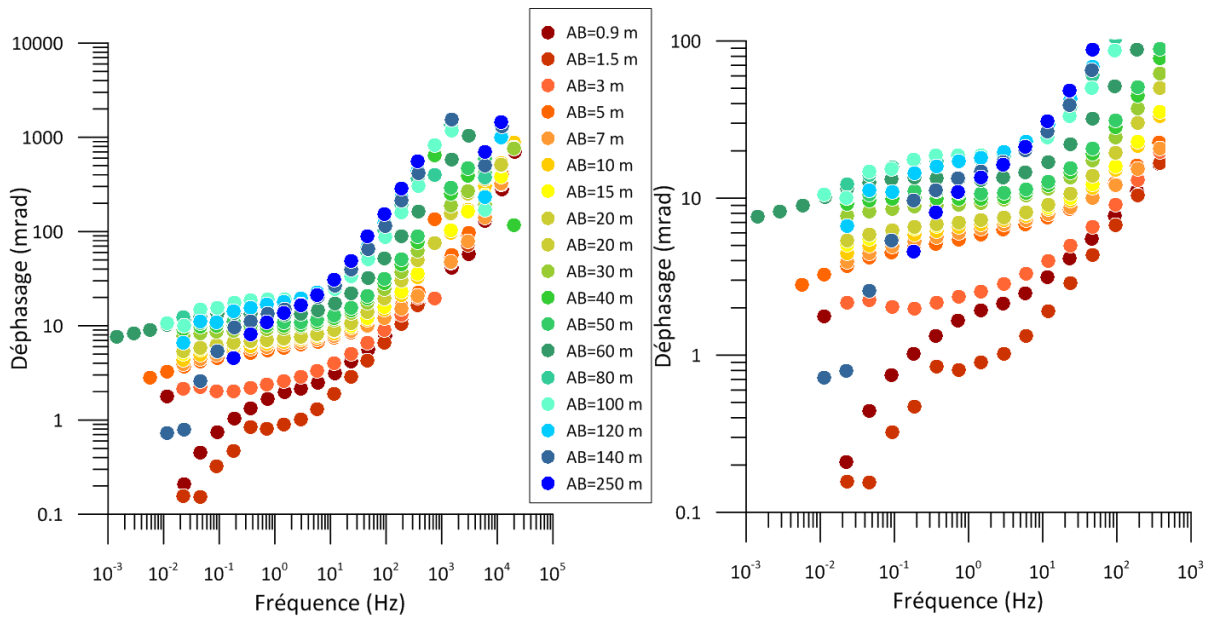 10000
1000
100
10
1
0.1
Déphasage (mrad)
10⁻³ 10⁻² 10⁻¹ 10⁰ 10¹ 10² 10³ 10⁴ 10⁵
Fréquence (Hz)
AB=0.9 m
AB=1.5 m
AB=3 m
AB=5 m
AB=7 m
AB=10 m
AB=15 m
AB=20 m
AB=20 m
AB=30 m
AB=40 m
AB=50 m
AB=60 m
AB=80 m
AB=100 m
AB=120 m
AB=140 m
AB=250 m
100
10
1
0.1
Déphasage (mrad)
10⁻³ 10⁻² 10⁻¹ 10⁰ 10¹ 10² 10³
Fréquence (Hz)